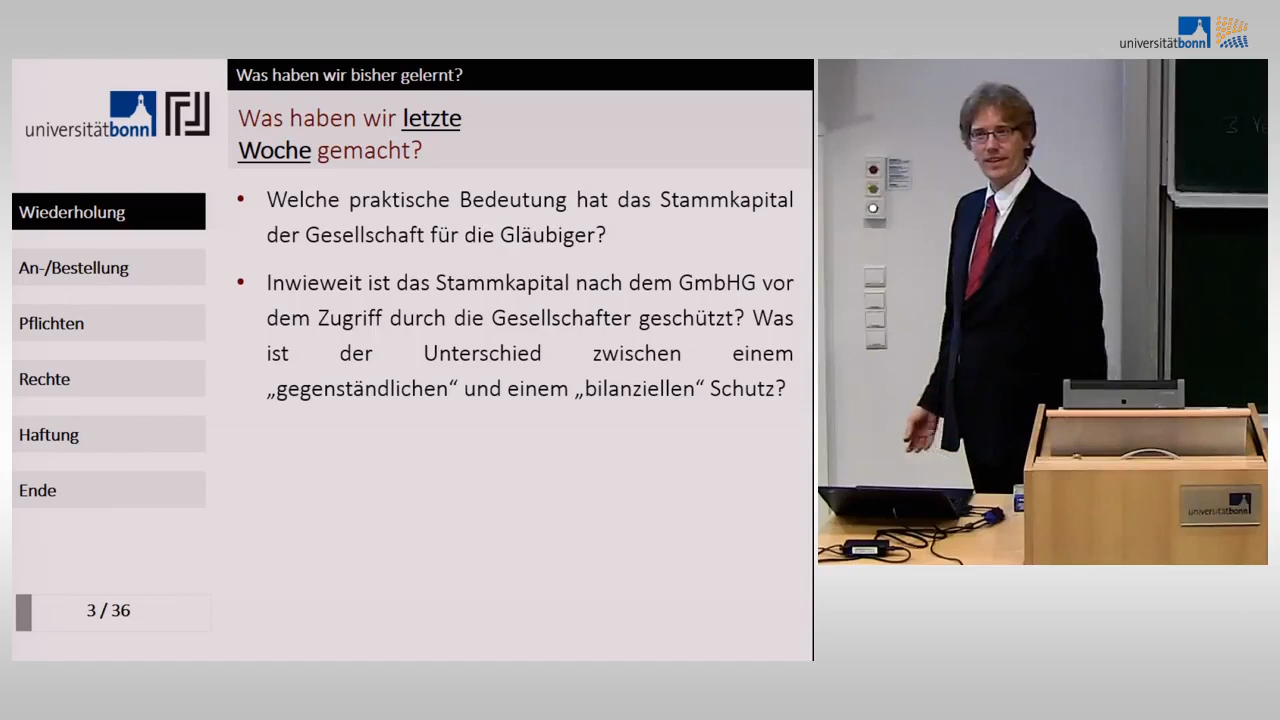 universitätbonn
Was haben wir bisher gelernt?
universitätbonn
Was haben wir letzte
Woche gemacht?
Wiederholung
An-/Bestellung
Pflichten
Rechte
Haftung
Ende
3 / 36
• Welche praktische Bedeutung hat das Stammkapital
der Gesellschaft für die Gläubiger?
• Inwieweit ist das Stammkapital nach dem GmbHG vor
dem Zugriff durch die Gesellschafter geschützt? Was
ist der Unterschied zwischen einem
„gegenständlichen“ und einem „bilanziellen“ Schutz?
universitätbonn